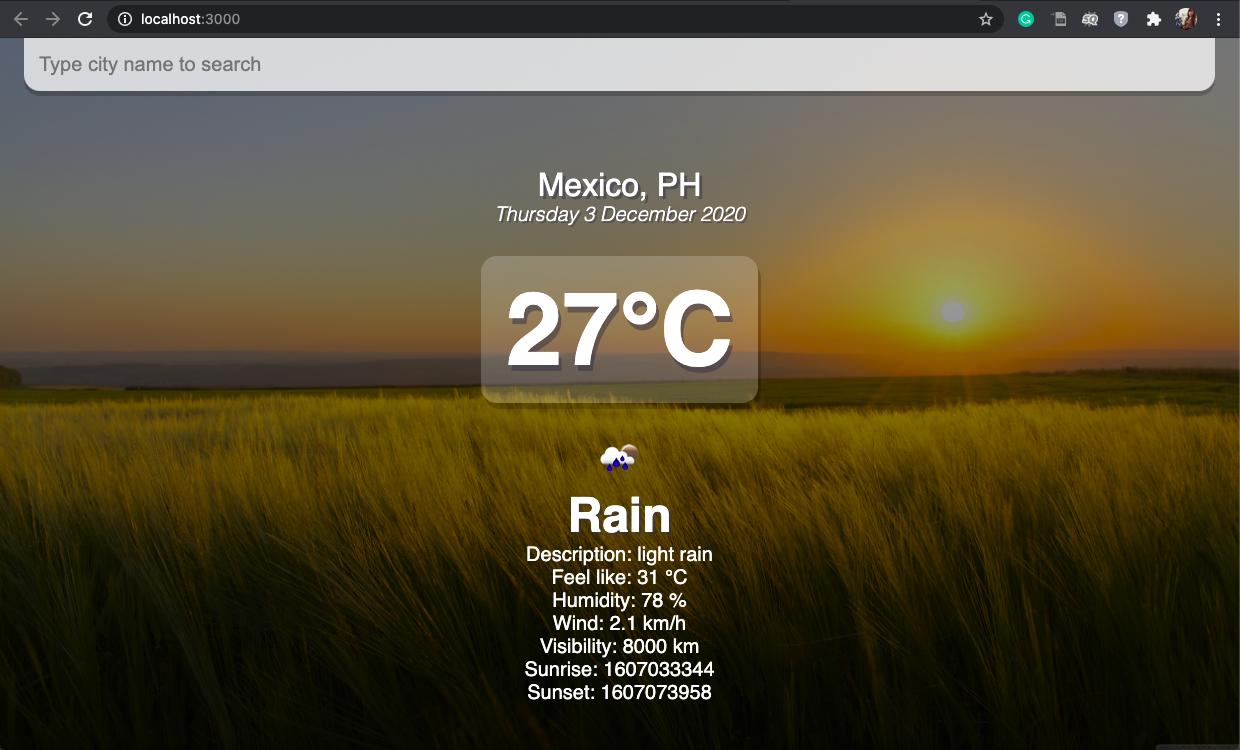 localhost:3000
Type city name to search
Mexico, PH
Thursday 3 December 2020
27°C
Rain
Description: light rain
Feel like: 31 °C
Humidity: 78 %
Wind: 2.1 km/h
Visibility: 8000 km
Sunrise: 1607033344
Sunset: 1607073958